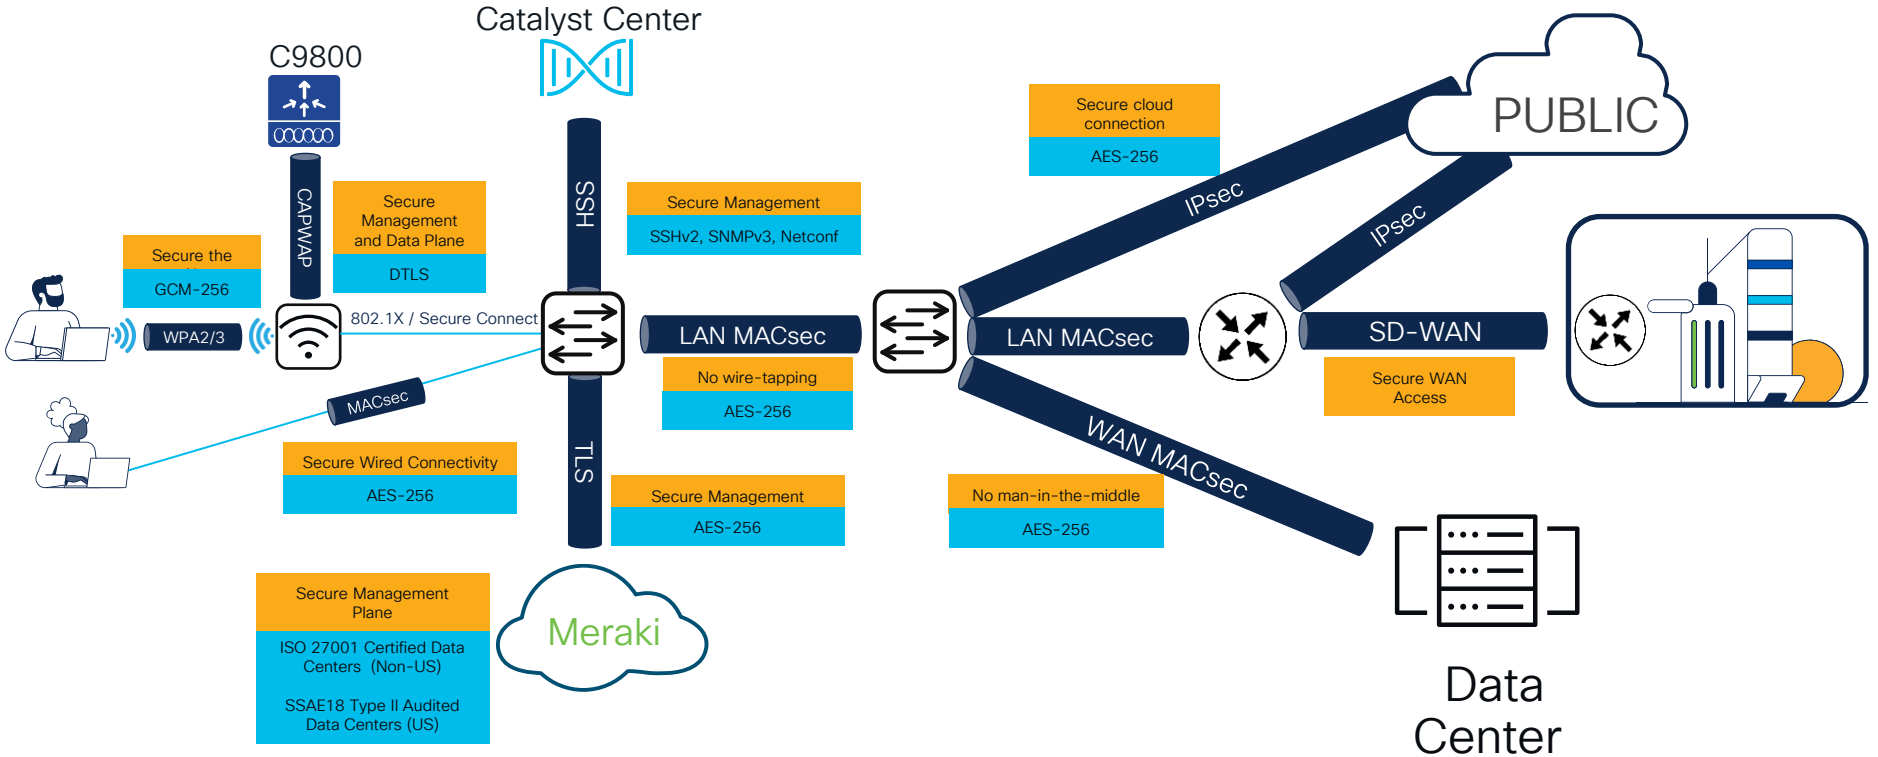 Catalyst Center
C9800
CAPWAP
Secure
Management
and Data Plane
DTLS
Secure the
GCM-256
WPA2/3
802.1X / Secure Connect
MACsec
Secure Wired Connectivity
AES-256
SSH
Secure Management
SSHv2, SNMPv3, Netconf
LAN MACsec
No wire-tapping
AES-256
TLS
Secure Management
AES-256
Secure Management
Plane
ISO 27001 Certified Data
Centers (Non-US)
SSAE18 Type II Audited
Data Centers (US)
Meraki
Secure cloud
connection
AES-256
IPsec
PUBLIC
IPsec
LAN MACsec
SD-WAN
Secure WAN
Access
WAN MACsec
No man-in-the-middle
AES-256
Data
Center